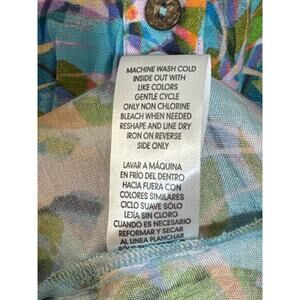 MACHINE WASH COLD
INSIDE OUT WITH
LIKE COLORS
GENTLE CYCLE
ONLY NON CHLORINE
BLEACH WHEN NEEDED
RESHAPE AND LINE DRY
IRON ON REVERSE
SIDE ONLY
LAVAR A MÁQUINA
EN FRÍO DEL DENTRO
HACIA FUERA CON
COLORES SIMILARES
CICLO SUAVE SÓLO
LEJÍA SIN CLORO
CUANDO ES NECESARIO
REFORMAR Y SECAR
AL LINEA PLANCHAR